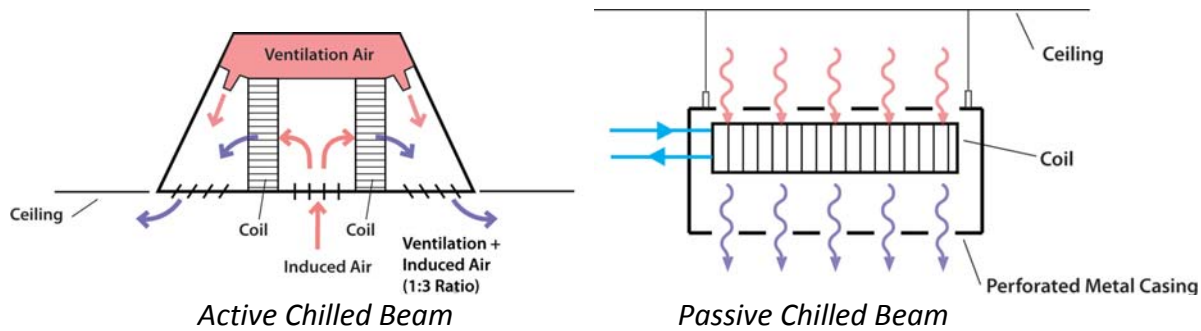 Ventilation Air
Ceiling
Coil
Coil
Induced Air
Ventilation +
Induced Air
(1:3 Ratio)
Active Chilled Beam
Ceiling
Coil
Perforated Metal Casing
Passive Chilled Beam